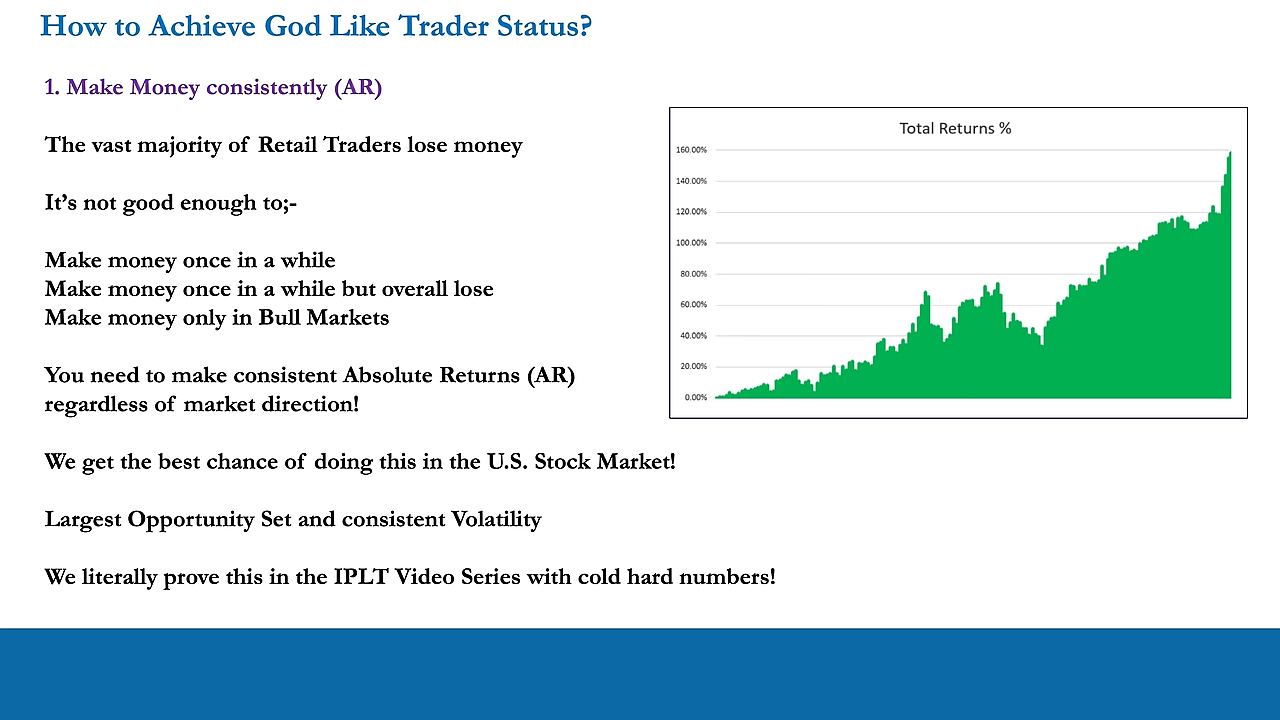 How to Achieve God Like Trader Status?
1. Make Money consistently (AR)
The vast majority of Retail Traders lose money
It's not good enough to;-
Make money once in a while
Make money once in a while but overall lose
Make money only in Bull Markets
You need to make consistent Absolute Returns (AR)
regardless of market direction!
We get the best chance of doing this in the U.S. Stock Market!
Largest Opportunity Set and consistent Volatility
We literally prove this in the IPLT Video Series with cold hard numbers!
Total Returns %
160.00%
140.00%
120.00%
100.00%
80.00%
60.00%
40.00%
20.00%
0.00%